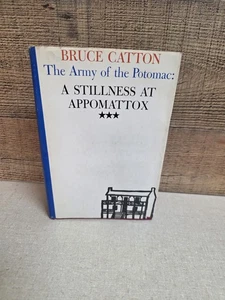 BRUCE CATTON
The Army of the Potomac:
A STILLNESS AT
APPOMATTOX
★★★